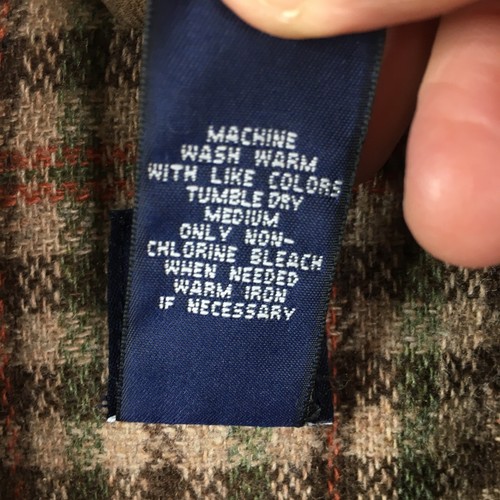 MACHINE
WASH WARM
WITH LIKE COLORS
TUMBLE DRY
MEDIUM
ONLY NON-
CHLORINE BLEACH
WHEN NEEDED
WARM IRON
IF NECESSARY